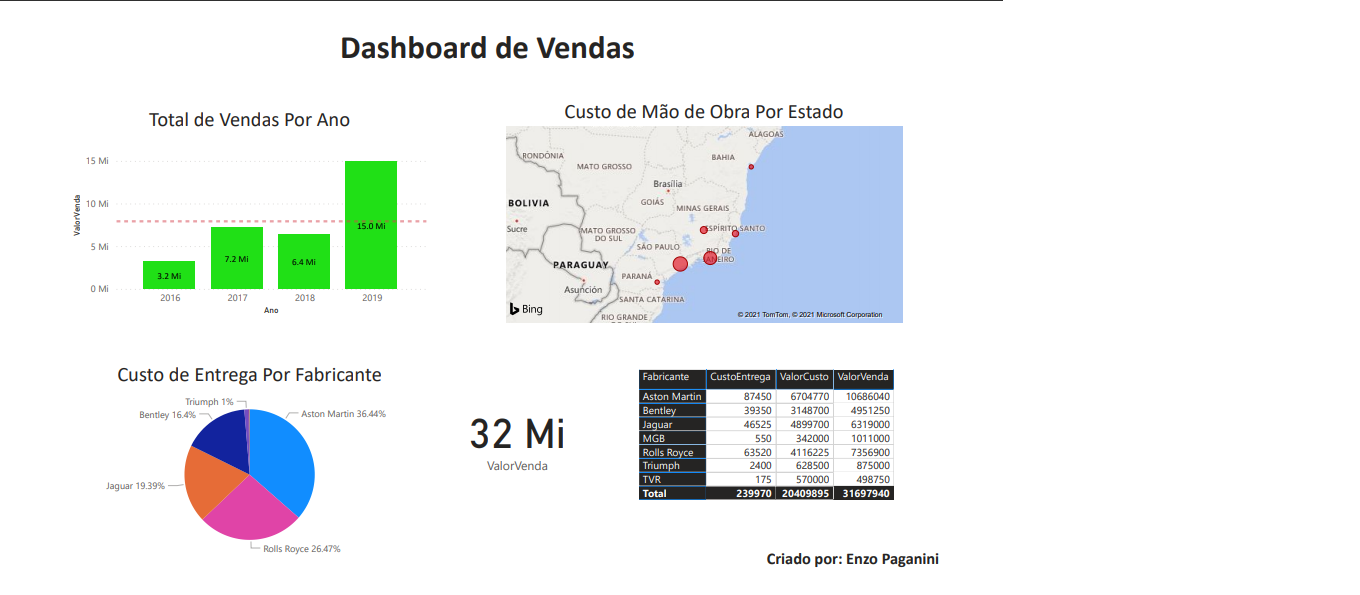 Dashboard de Vendas
Total de Vendas Por Ano
15 Mi
10 Mi
5 Mi
0 Mi
ValorVenda
3.2 Mi
7.2 Mi
6.4 Mi
15.0 Mi
2016 2017 2018 2019
Ano
Custo de Mão de Obra Por Estado
ALAGOAS
RONDÔNIA
MATO GROSSO
BAHIA
Brasília
BOLIVIA
GOIÁS
MINAS GERAIS
Sucre
MATO GROSSO
DO SUL
ESPÍRITO SANTO
SÃO PAULO
RIO DE
JANEIRO
PARAGUAY
PARANÁ
Asunción
SANTA CATARINA
RIO GRANDE
Bing
© 2021 TomTom, © 2021 Microsoft Corporation
Custo de Entrega Por Fabricante
Triumph 1%
Bentley 16.4%
Aston Martin 36.44%
Jaguar 19.39%
Rolls Royce 26.47%
32 Mi
ValorVenda
Fabricante CustoEntrega ValorCusto ValorVenda
Aston Martin 87450 6704770 10686040
Bentley 39350 3148700 4951250
Jaguar 46525 4899700 6319000
MGB 550 342000 1011000
Rolls Royce 63520 4116225 7356900
Triumph 2400 628500 875000
TVR 175 570000 498750
Total 239970 20409895 31697940
Criado por: Enzo Paganini